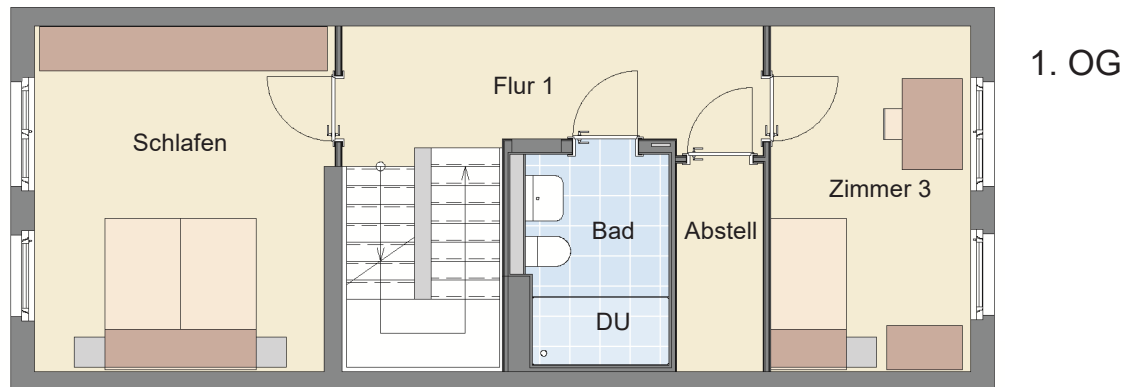 1. OG
Flur 1
Schlafen
Zimmer 3
Bad
Abstell
DU